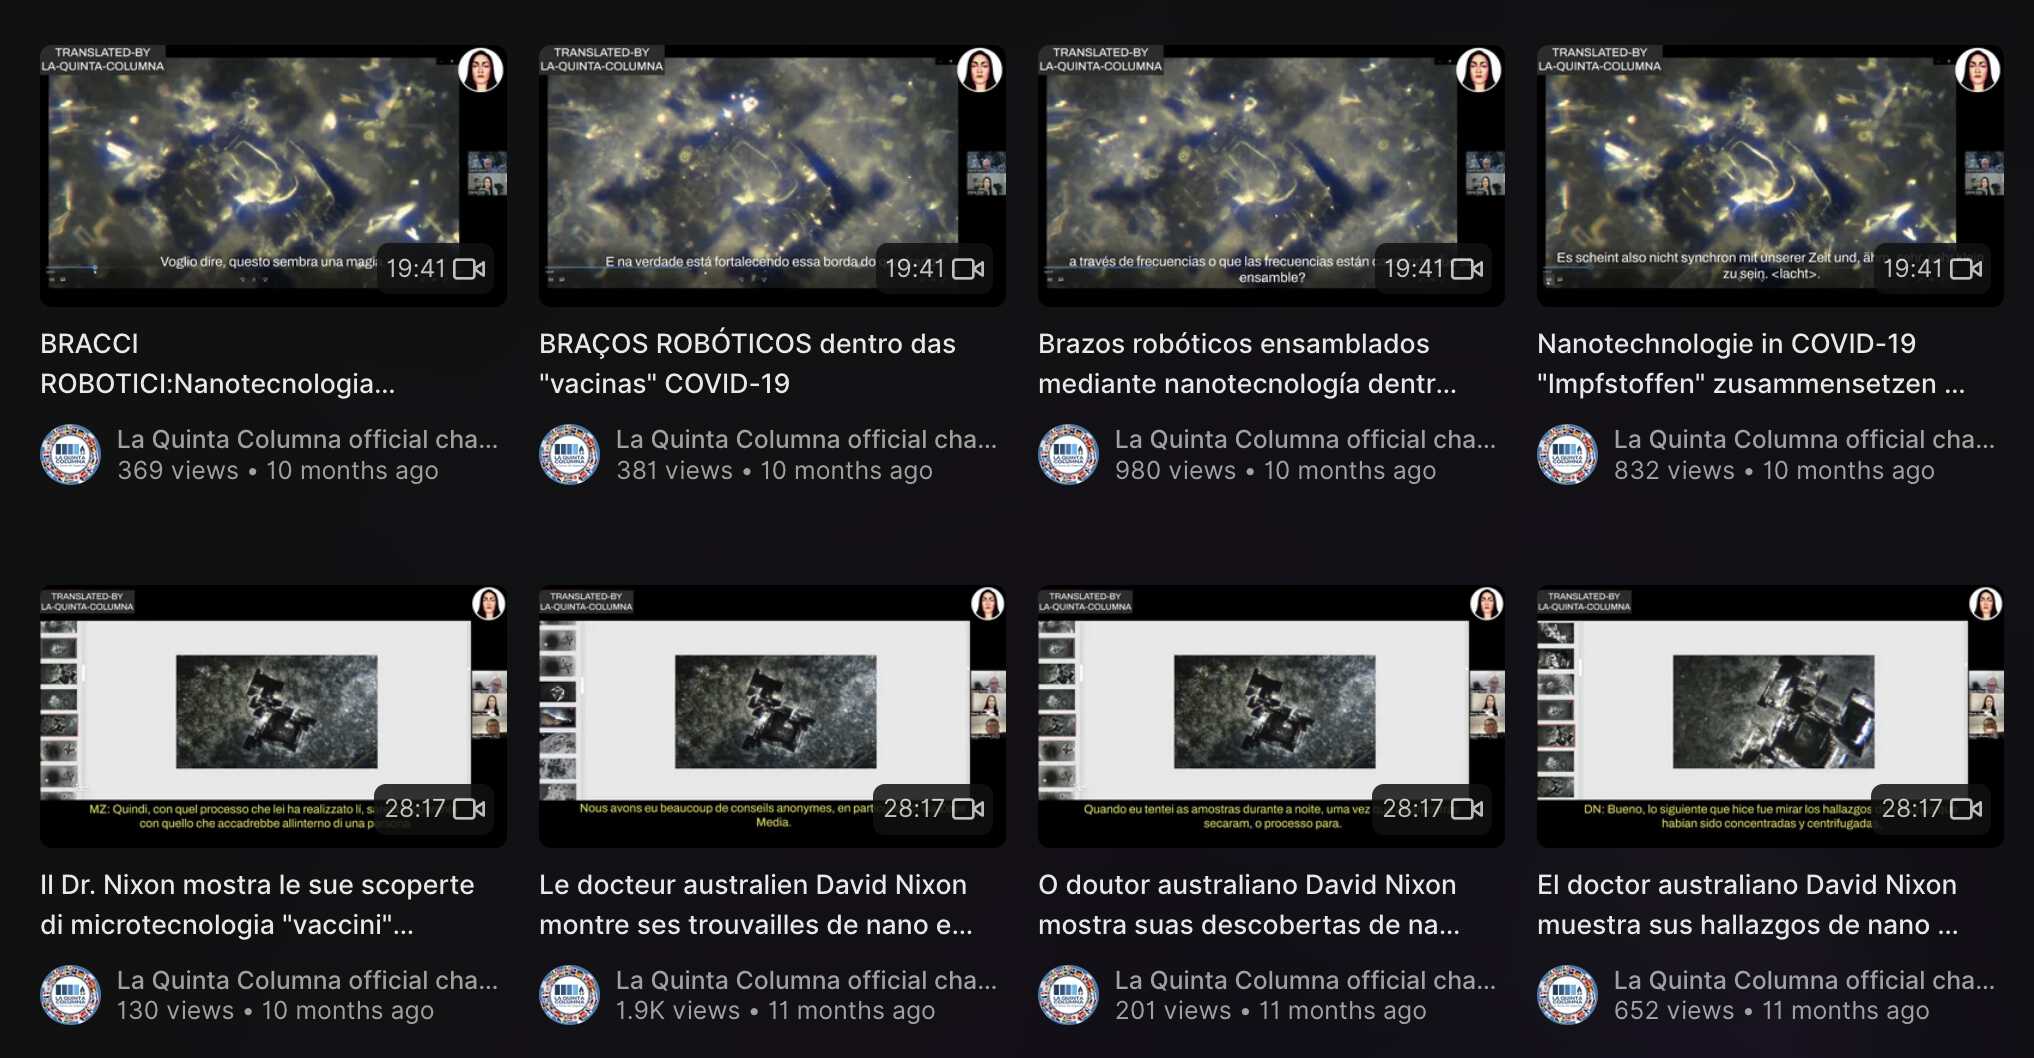 TRANSLATED-BY
LA-QUINTA-COLUMNA
Voglio dire, questo sembra una magia
19:41
BRACCI
ROBOTICI:Nanotecnologia...
La Quinta Columna official cha...
369 views • 10 months ago
TRANSLATED-BY
LA-QUINTA-COLUMNA
E na verdade está fortalecendo essa borda do
19:41
BRAÇOS ROBÓTICOS dentro das
"vacinas" COVID-19
La Quinta Columna official cha...
381 views • 10 months ago
TRANSLATED-BY
LA-QUINTA-COLUMNA
a través de frecuencias o que las frecuencias están
ensamble?
19:41
Brazos robóticos ensamblados
mediante nanotecnología dentr...
La Quinta Columna official cha...
980 views • 10 months ago
TRANSLATED-BY
LA-QUINTA-COLUMNA
Es scheint also nicht synchron mit unserer Zeit und,
zu sein. <lacht>.
19:41
Nanotechnologie in COVID-19
"Impfstoffen" zusammensetzen ...
La Quinta Columna official cha...
832 views • 10 months ago
TRANSLATED-BY
LA-QUINTA-COLUMNA
MZ: Quindi, con quel processo che lei ha realizzato lì,
con quello che accadrebbe allinterno di una persona
28:17
Il Dr. Nixon mostra le sue scoperte
di microtecnologia "vaccini"...
La Quinta Columna official cha...
130 views • 10 months ago
TRANSLATED-BY
LA-QUINTA-COLUMNA
Nous avons eu beaucoup de conseils anonymes, en
Media.
28:17
Le docteur australien David Nixon
montre ses trouvailles de nano e...
La Quinta Columna official cha...
1.9K views • 11 months ago
TRANSLATED-BY
LA-QUINTA-COLUMNA
Quando eu tentei as amostras durante a noite, uma vez
secaram, o processo para.
28:17
O doutor australiano David Nixon
mostra suas descobertas de na...
La Quinta Columna official cha...
201 views • 11 months ago
TRANSLATED-BY
LA-QUINTA-COLUMNA
DN: Bueno, lo siguiente que hice fue mirar los hallazgos
habían sido concentradas y centrifugadas
28:17
El doctor australiano David Nixon
muestra sus hallazgos de nano ...
La Quinta Columna official cha...
652 views • 11 months ago